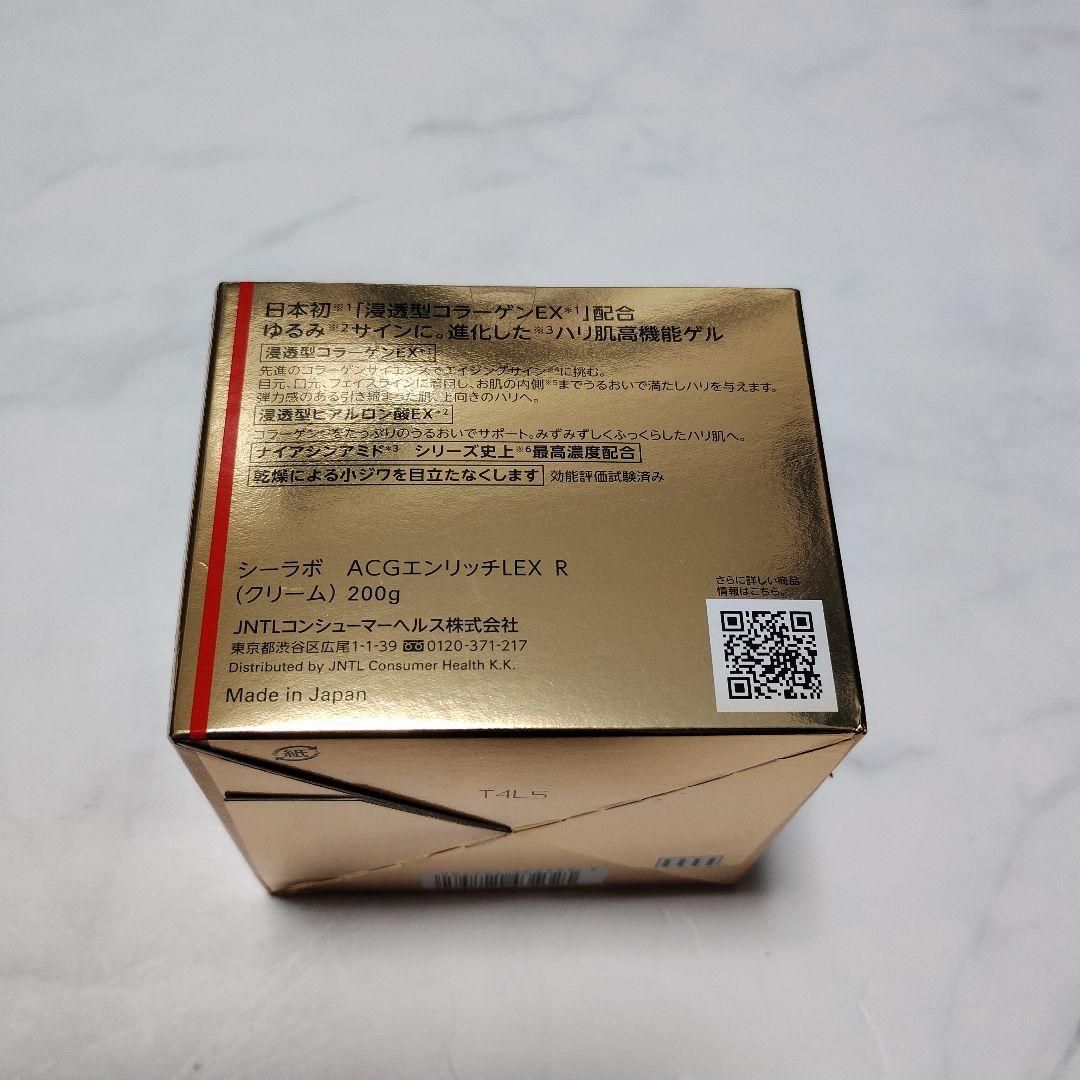 日本初※1「浸透型コラーゲンEX*1」配合
ゆるみ※2サインに。進化した※3ハリ肌高機能ゲル
浸透型コラーゲンEX*1
先進のコラーゲンサイエンスでエイジングサイン※4に挑む。
目元、口元、フェイスラインに着目し、お肌の内側※5までうるおいで満たしハリを与えます。
弾力感のある引き締まった肌、上向きのハリへ。
浸透型ヒアルロン酸EX*2
コラーゲンをたっぷりのうるおいでサポート。みずみずしくふっくらしたハリ肌へ。
ナイアシンアミド*3 シリーズ史上※6最高濃度配合
乾燥による小ジワを目立たなくします 効能評価試験済み
シーラボ ACGエンリッチLEX R
(クリーム) 200g
さらに詳しい商品
情報はこちら。
JNTLコンシューマーヘルス株式会社
東京都渋谷区広尾1-1-39 0120-371-217
Distributed by JNTL Consumer Health K.K.
Made in Japan
紙
T4L5